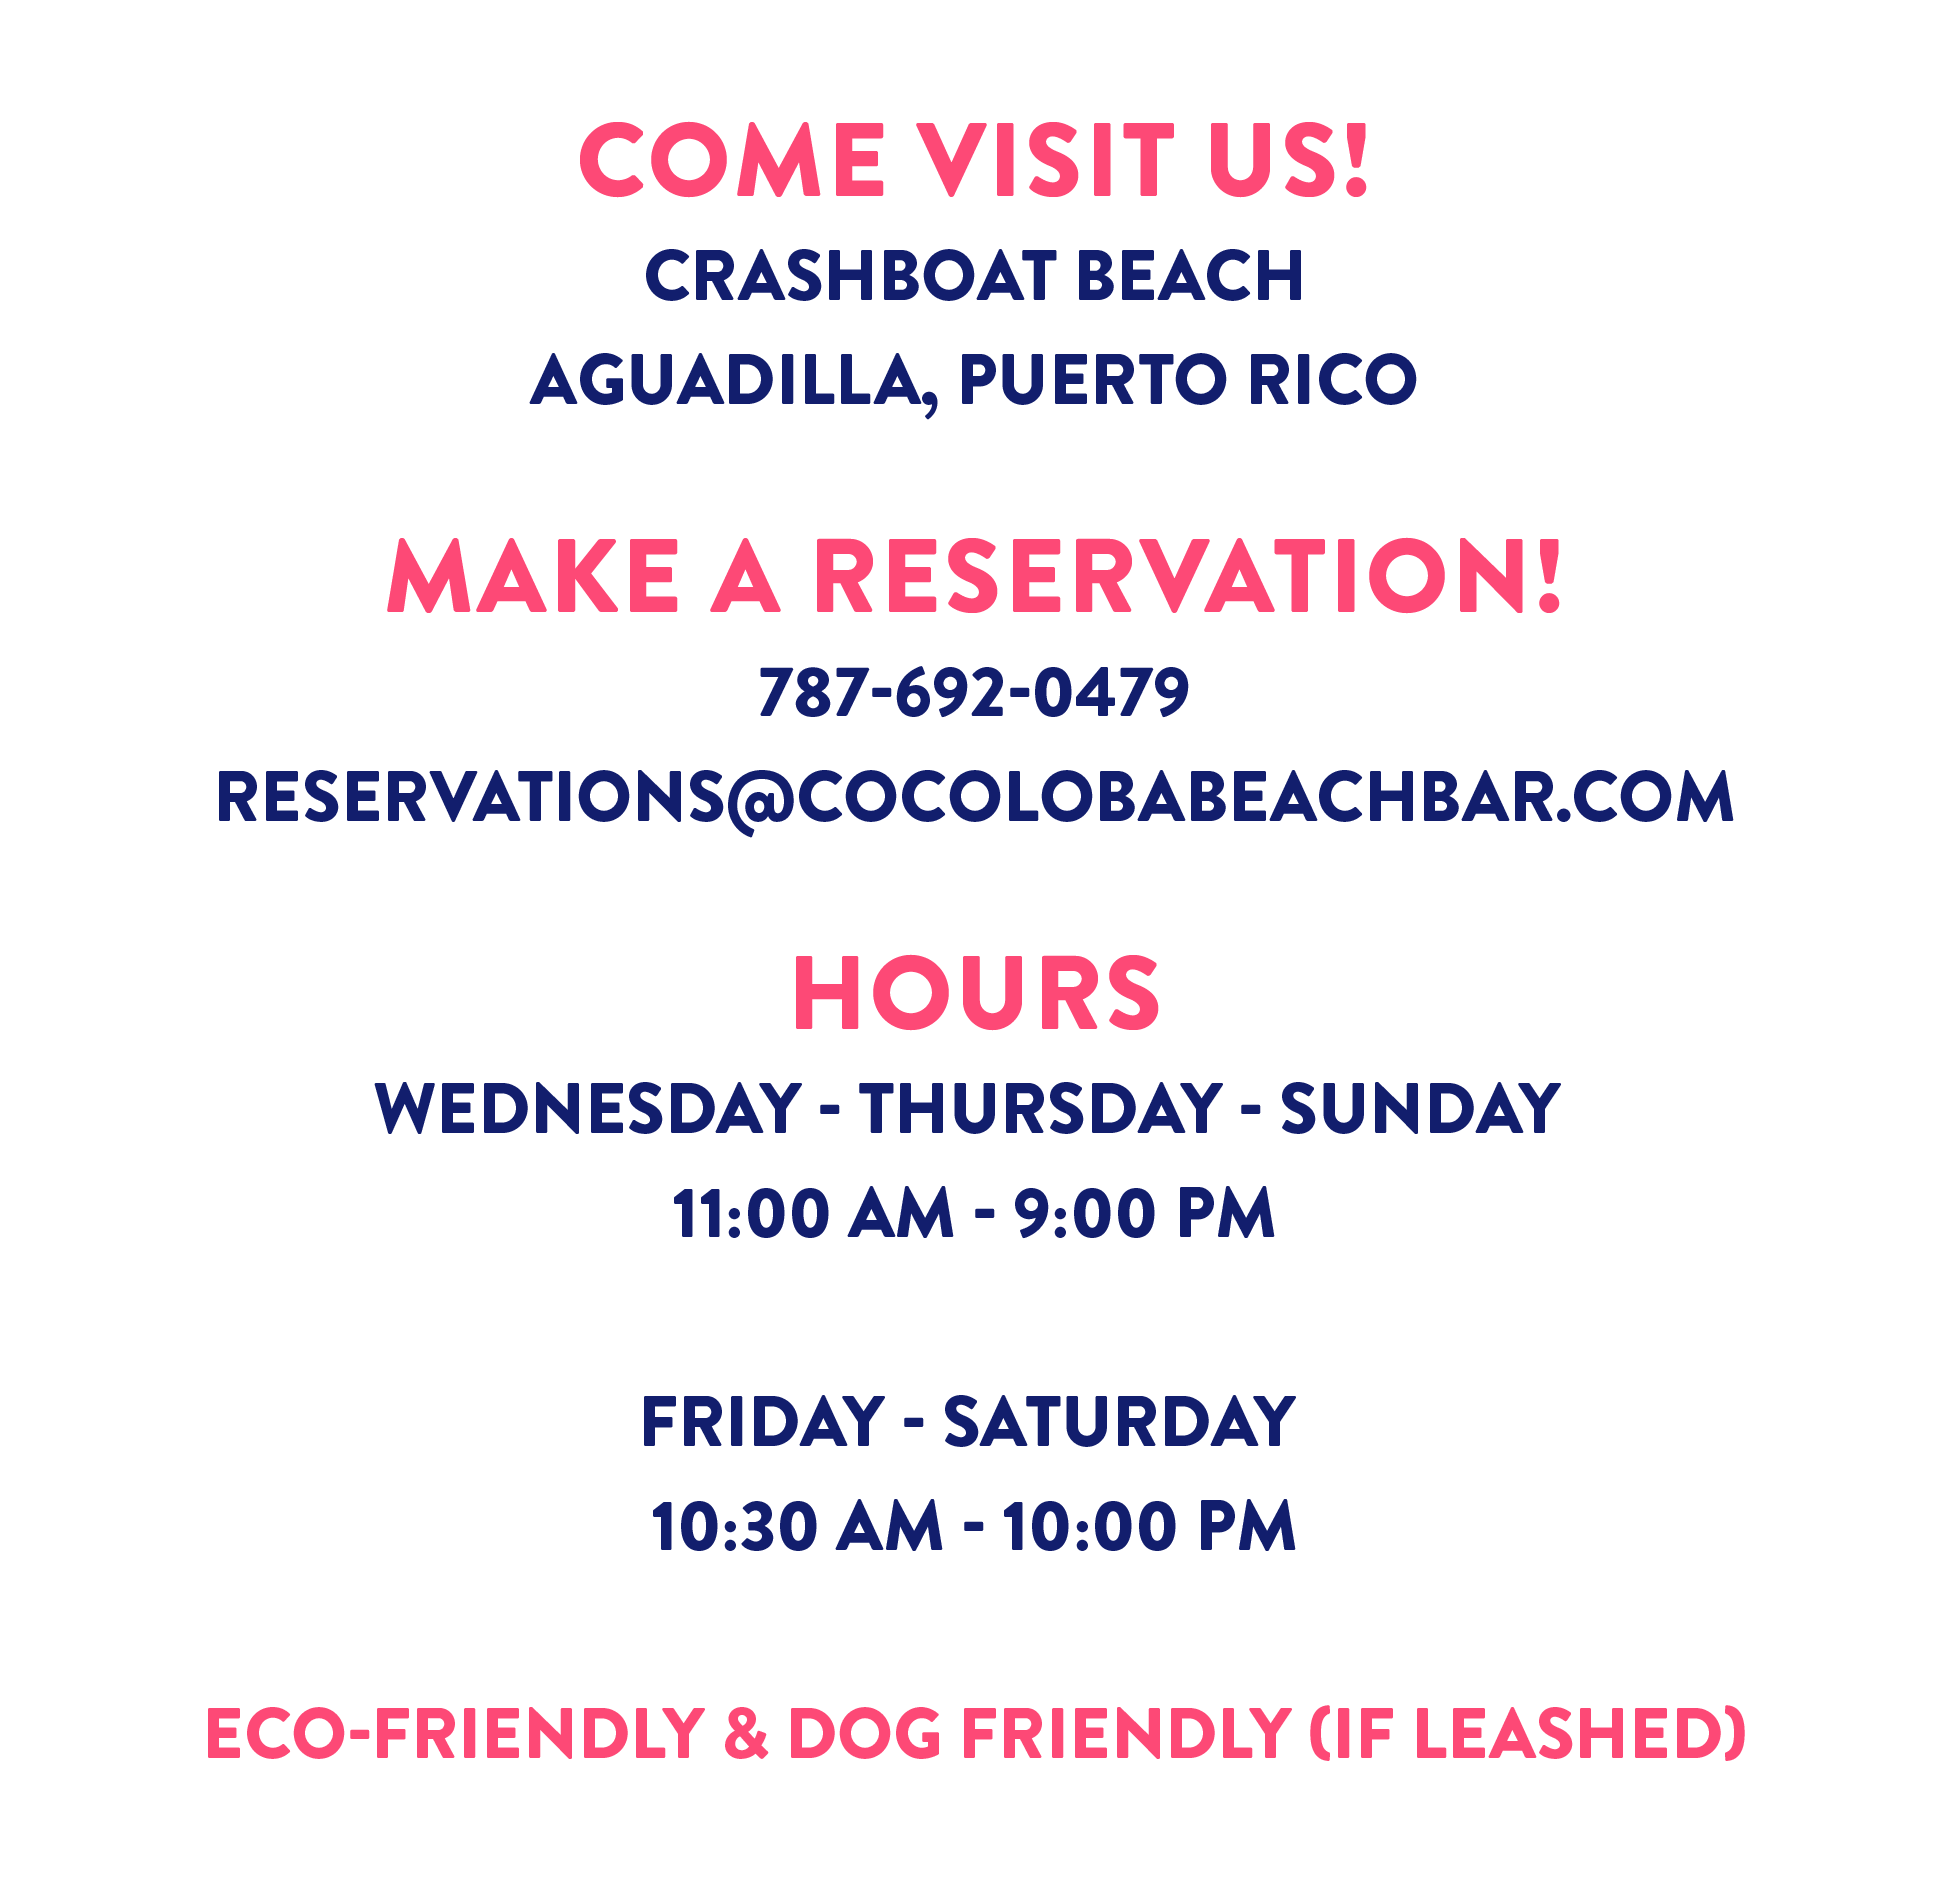 COME VISIT US!
CRASHBOAT BEACH
AGUADILLA, PUERTO RICO
MAKE A RESERVATION!
787-692-0479
RESERVATIONS@COCOLOBABEACHBAR.COM
HOURS
WEDNESDAY - THURSDAY - SUNDAY
11:00 AM - 9:00 PM
FRIDAY - SATURDAY
10:30 AM - 10:00 PM
ECO-FRIENDLY & DOG FRIENDLY (IF LEASHED)